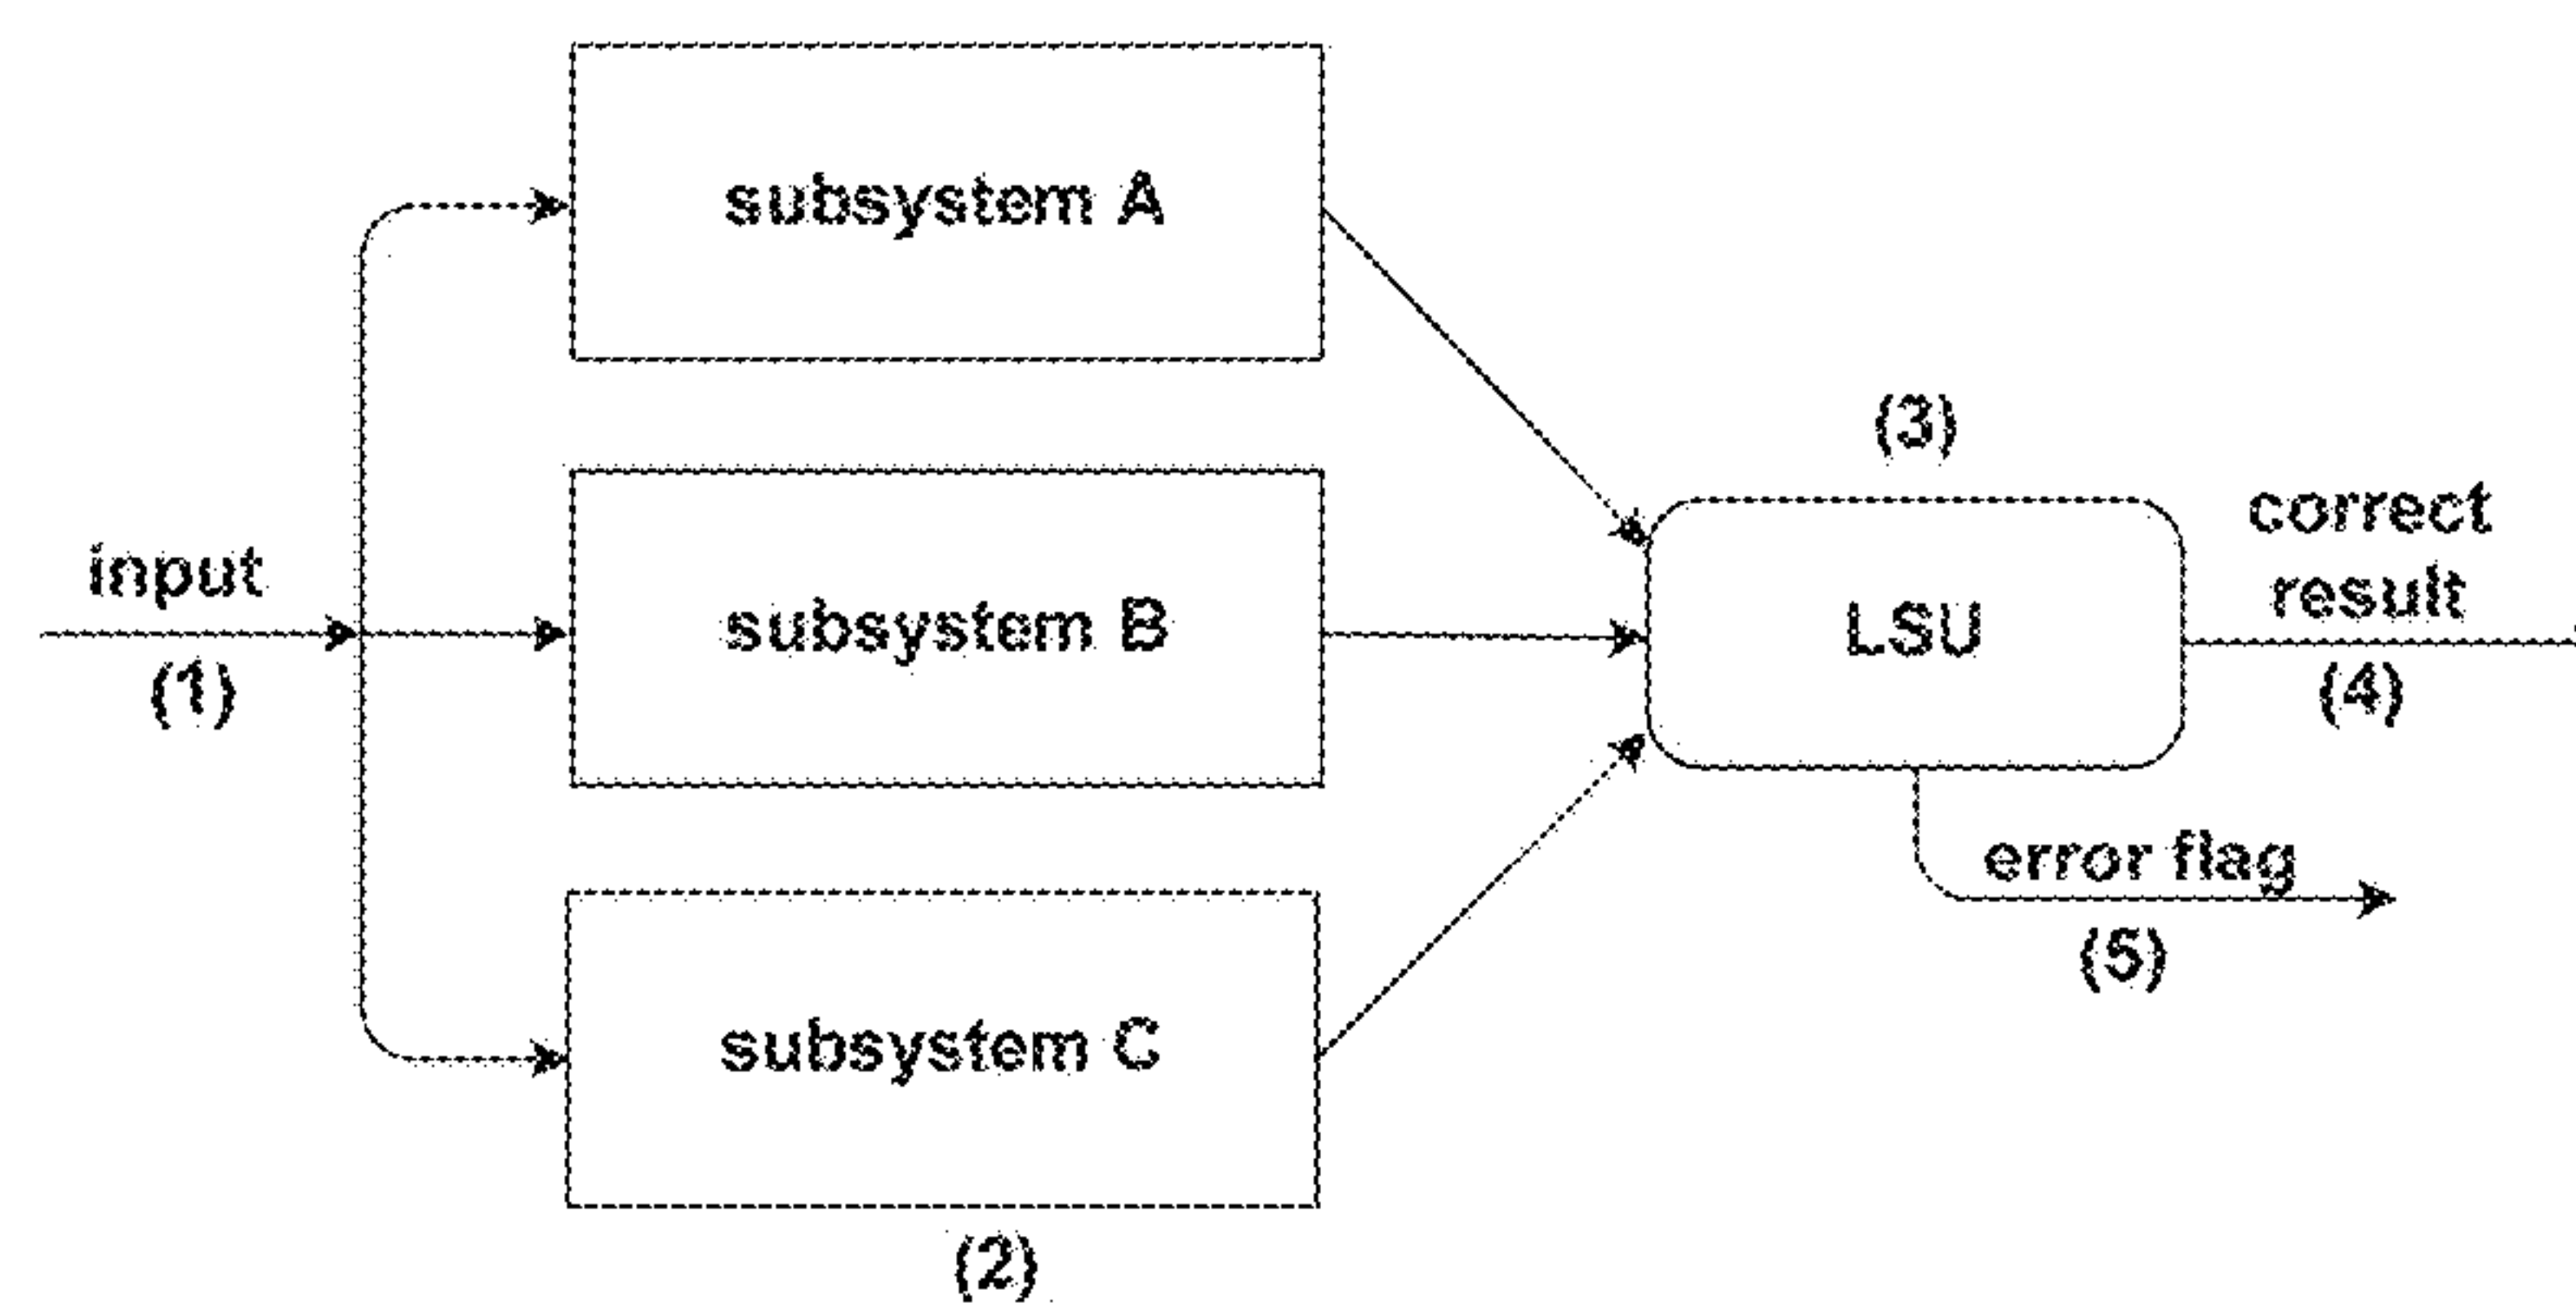 subsystem A
(3)
correct
result
input
subsystem B
LSU
(1)
(4)
error flag
(5)
subsystem C
(2)